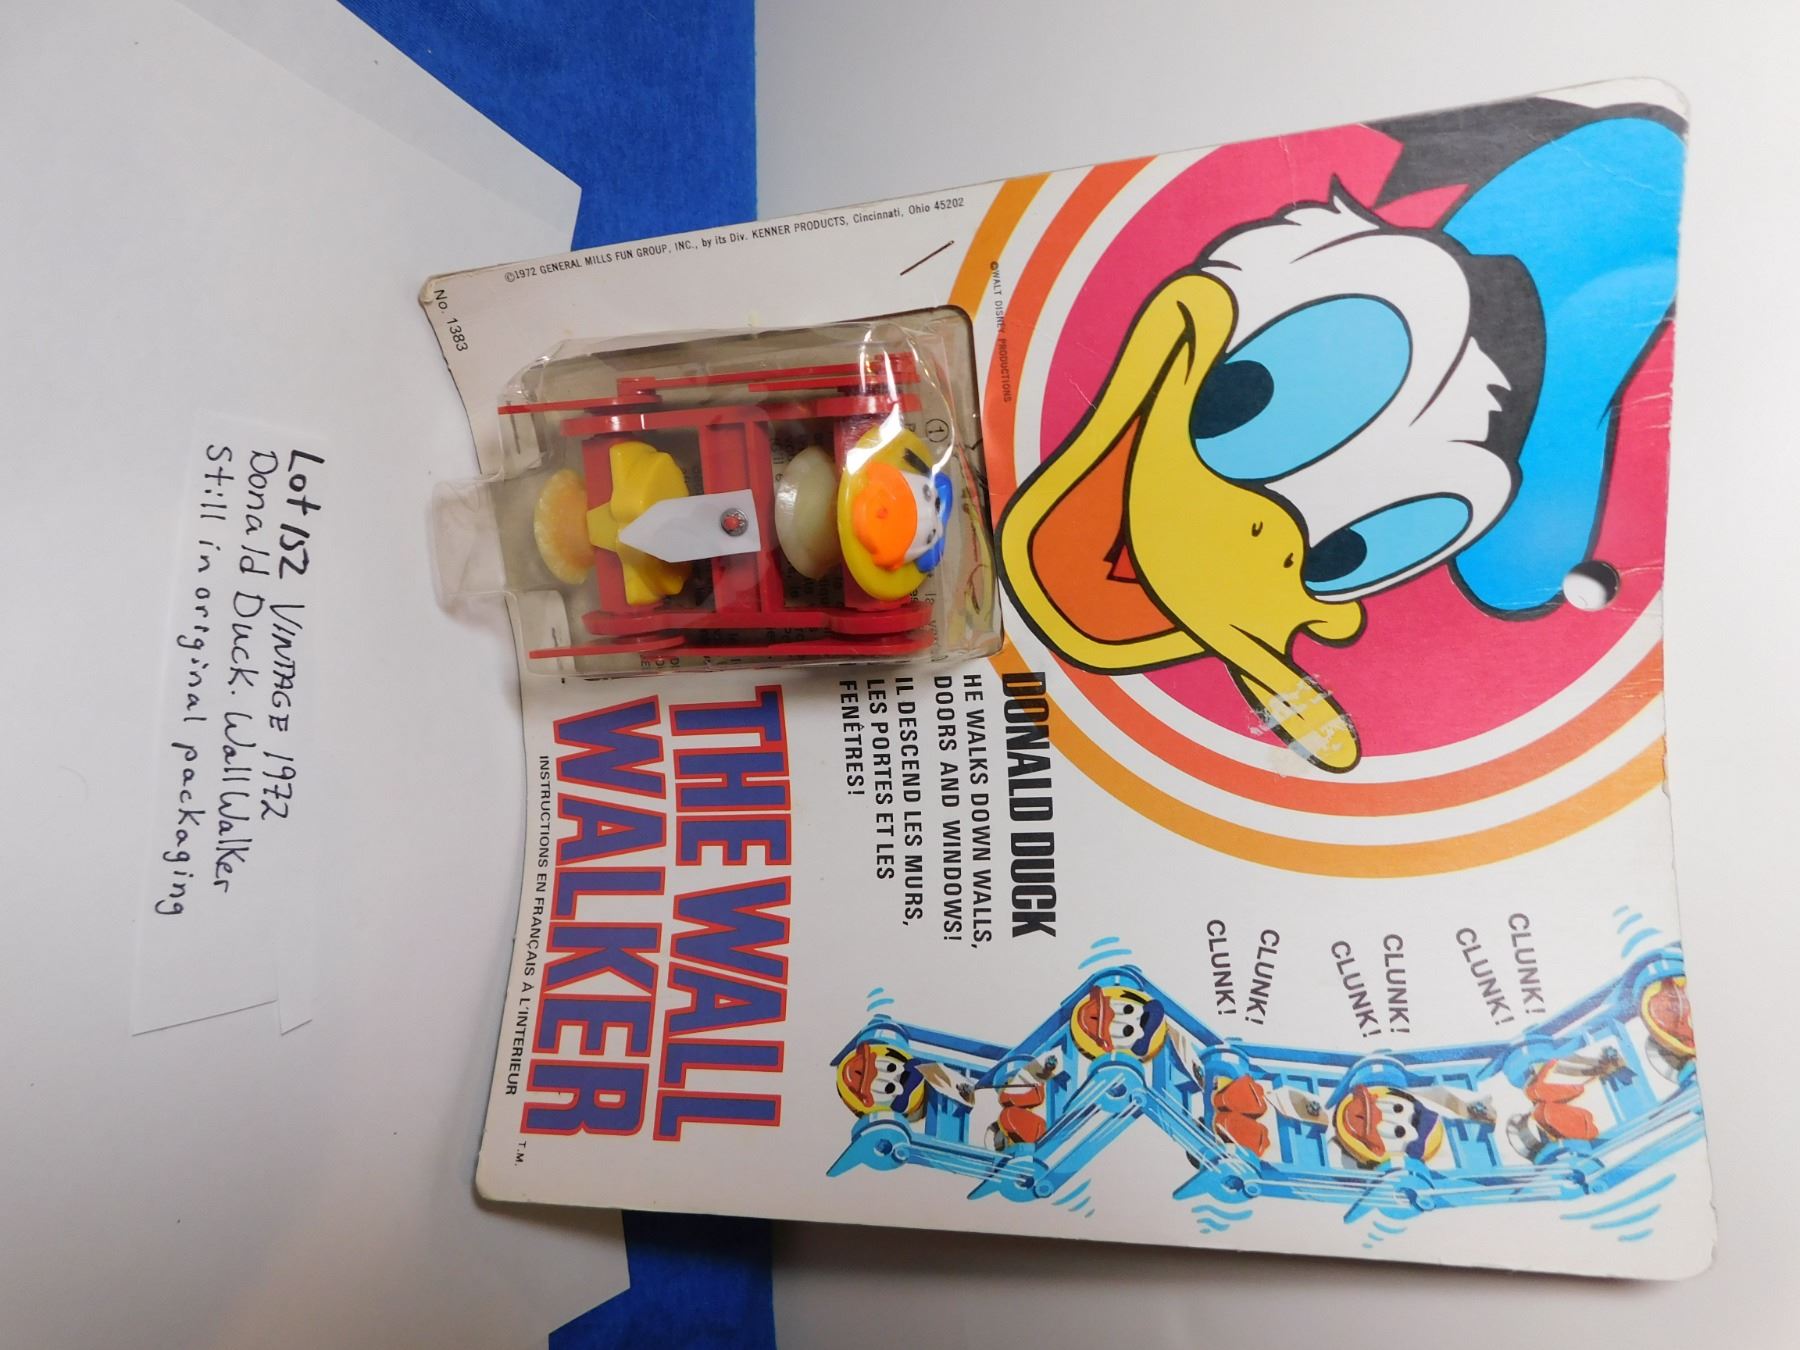 ©WALT DISNEY PRODUCTIONS
CLUNK!
CLUNK!
CLUNK!
CLUNK!
CLUNK!
CLUNK!
DONALD DUCK
HE WALKS DOWN WALLS,
DOORS AND WINDOWS!
IL DESCEND LES MURS,
LES PORTES ET LES
FENÊTRES!
1
THE WALL
WALKER
T.M.
INSTRUCTIONS EN FRANÇAIS À L'INTERIEUR
©1972 GENERAL MILLS FUN GROUP, INC., by its Div. KENNER PRODUCTS, Cincinnati, Ohio 45202
No. 1383
Lot 152 VINTAGE 1972
Donald Duck. Wall Walker
Still in original packaging